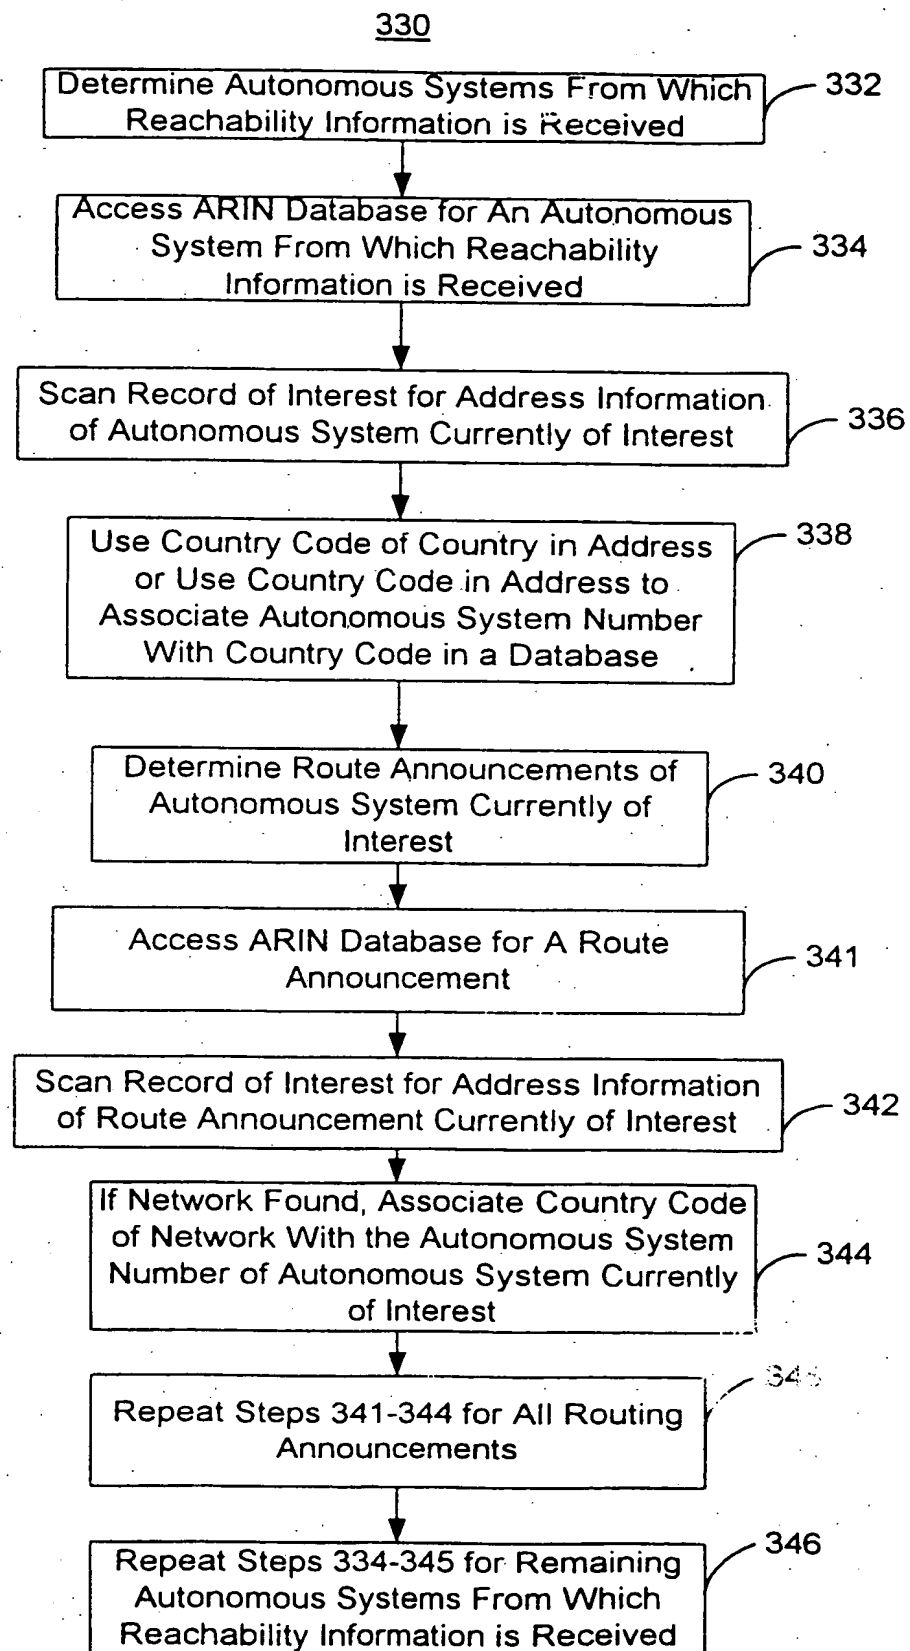 330
Determine Autonomous Systems From Which
Reachability Information is Received
332
Access ARIN Database for An Autonomous
System From Which Reachability
Information is Received
334
Scan Record of Interest for Address Information
of Autonomous System Currently of Interest
336
Use Country Code of Country in Address
or Use Country Code in Address to
Associate Autonomous System Number
With Country Code in a Database
338
Determine Route Announcements of
Autonomous System Currently of
Interest
340
Access ARIN Database for A Route
Announcement
341
Scan Record of Interest for Address Information
of Route Announcement Currently of Interest
342
If Network Found, Associate Country Code
of Network With the Autonomous System
Number of Autonomous System Currently
of Interest
344
Repeat Steps 341-344 for All Routing
Announcements
Repeat Steps 334-345 for Remaining
Autonomous Systems From Which
Reachability Information is Received
346